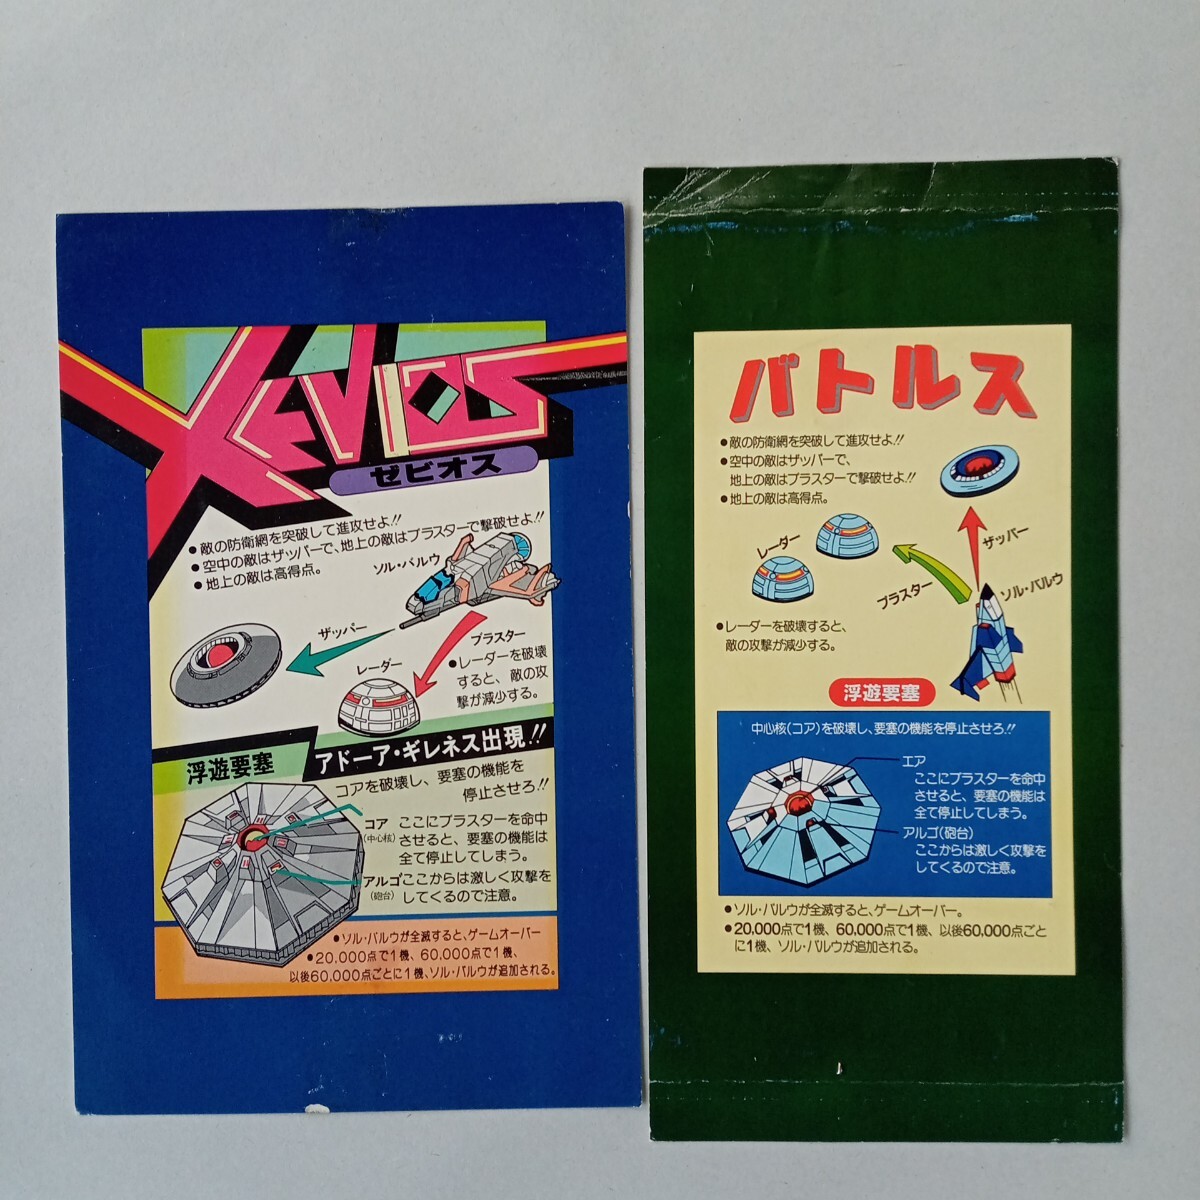 XEVIOS
ゼビオス
●敵の防衛網を突破して進攻せよ!!
●空中の敵はザッパーで、地上の敵はブラスターで撃破せよ!!
●地上の敵は高得点。
ソル・バルウ
ザッパー
ブラスター
レーダー
●レーダーを破壊
すると、敵の攻
撃が減少する。
浮遊要塞
アドーア・ギレネス出現!!
コアを破壊し、要塞の機能を
停止させろ!!
コア
(中心核)
ここにブラスターを命中
させると、要塞の機能は
全て停止してしまう。
アルゴ
(砲台)
ここからは激しく攻撃を
してくるので注意。
●ソル・バルウが全滅すると、ゲームオーバー
●20,000点で1機、60,000点で1機、
以後60,000点ごとに1機、ソル・バルウが追加される。
バトルス
●敵の防衛網を突破して進攻せよ!!
●空中の敵はザッパーで、
地上の敵はブラスターで撃破せよ!!
●地上の敵は高得点。
レーダー
ザッパー
ブラスター
ソル・バルウ
●レーダーを破壊すると、
敵の攻撃が減少する。
浮遊要塞
中心核(コア)を破壊し、要塞の機能を停止させろ!!
エア
ここにブラスターを命中
させると、要塞の機能は
全て停止してしまう。
アルゴ(砲台)
ここからは激しく攻撃を
してくるので注意。
●ソル・バルウが全滅すると、ゲームオーバー。
●20,000点で1機、60,000点で1機、以後60,000点ごと
に1機、ソル・バルウが追加される。